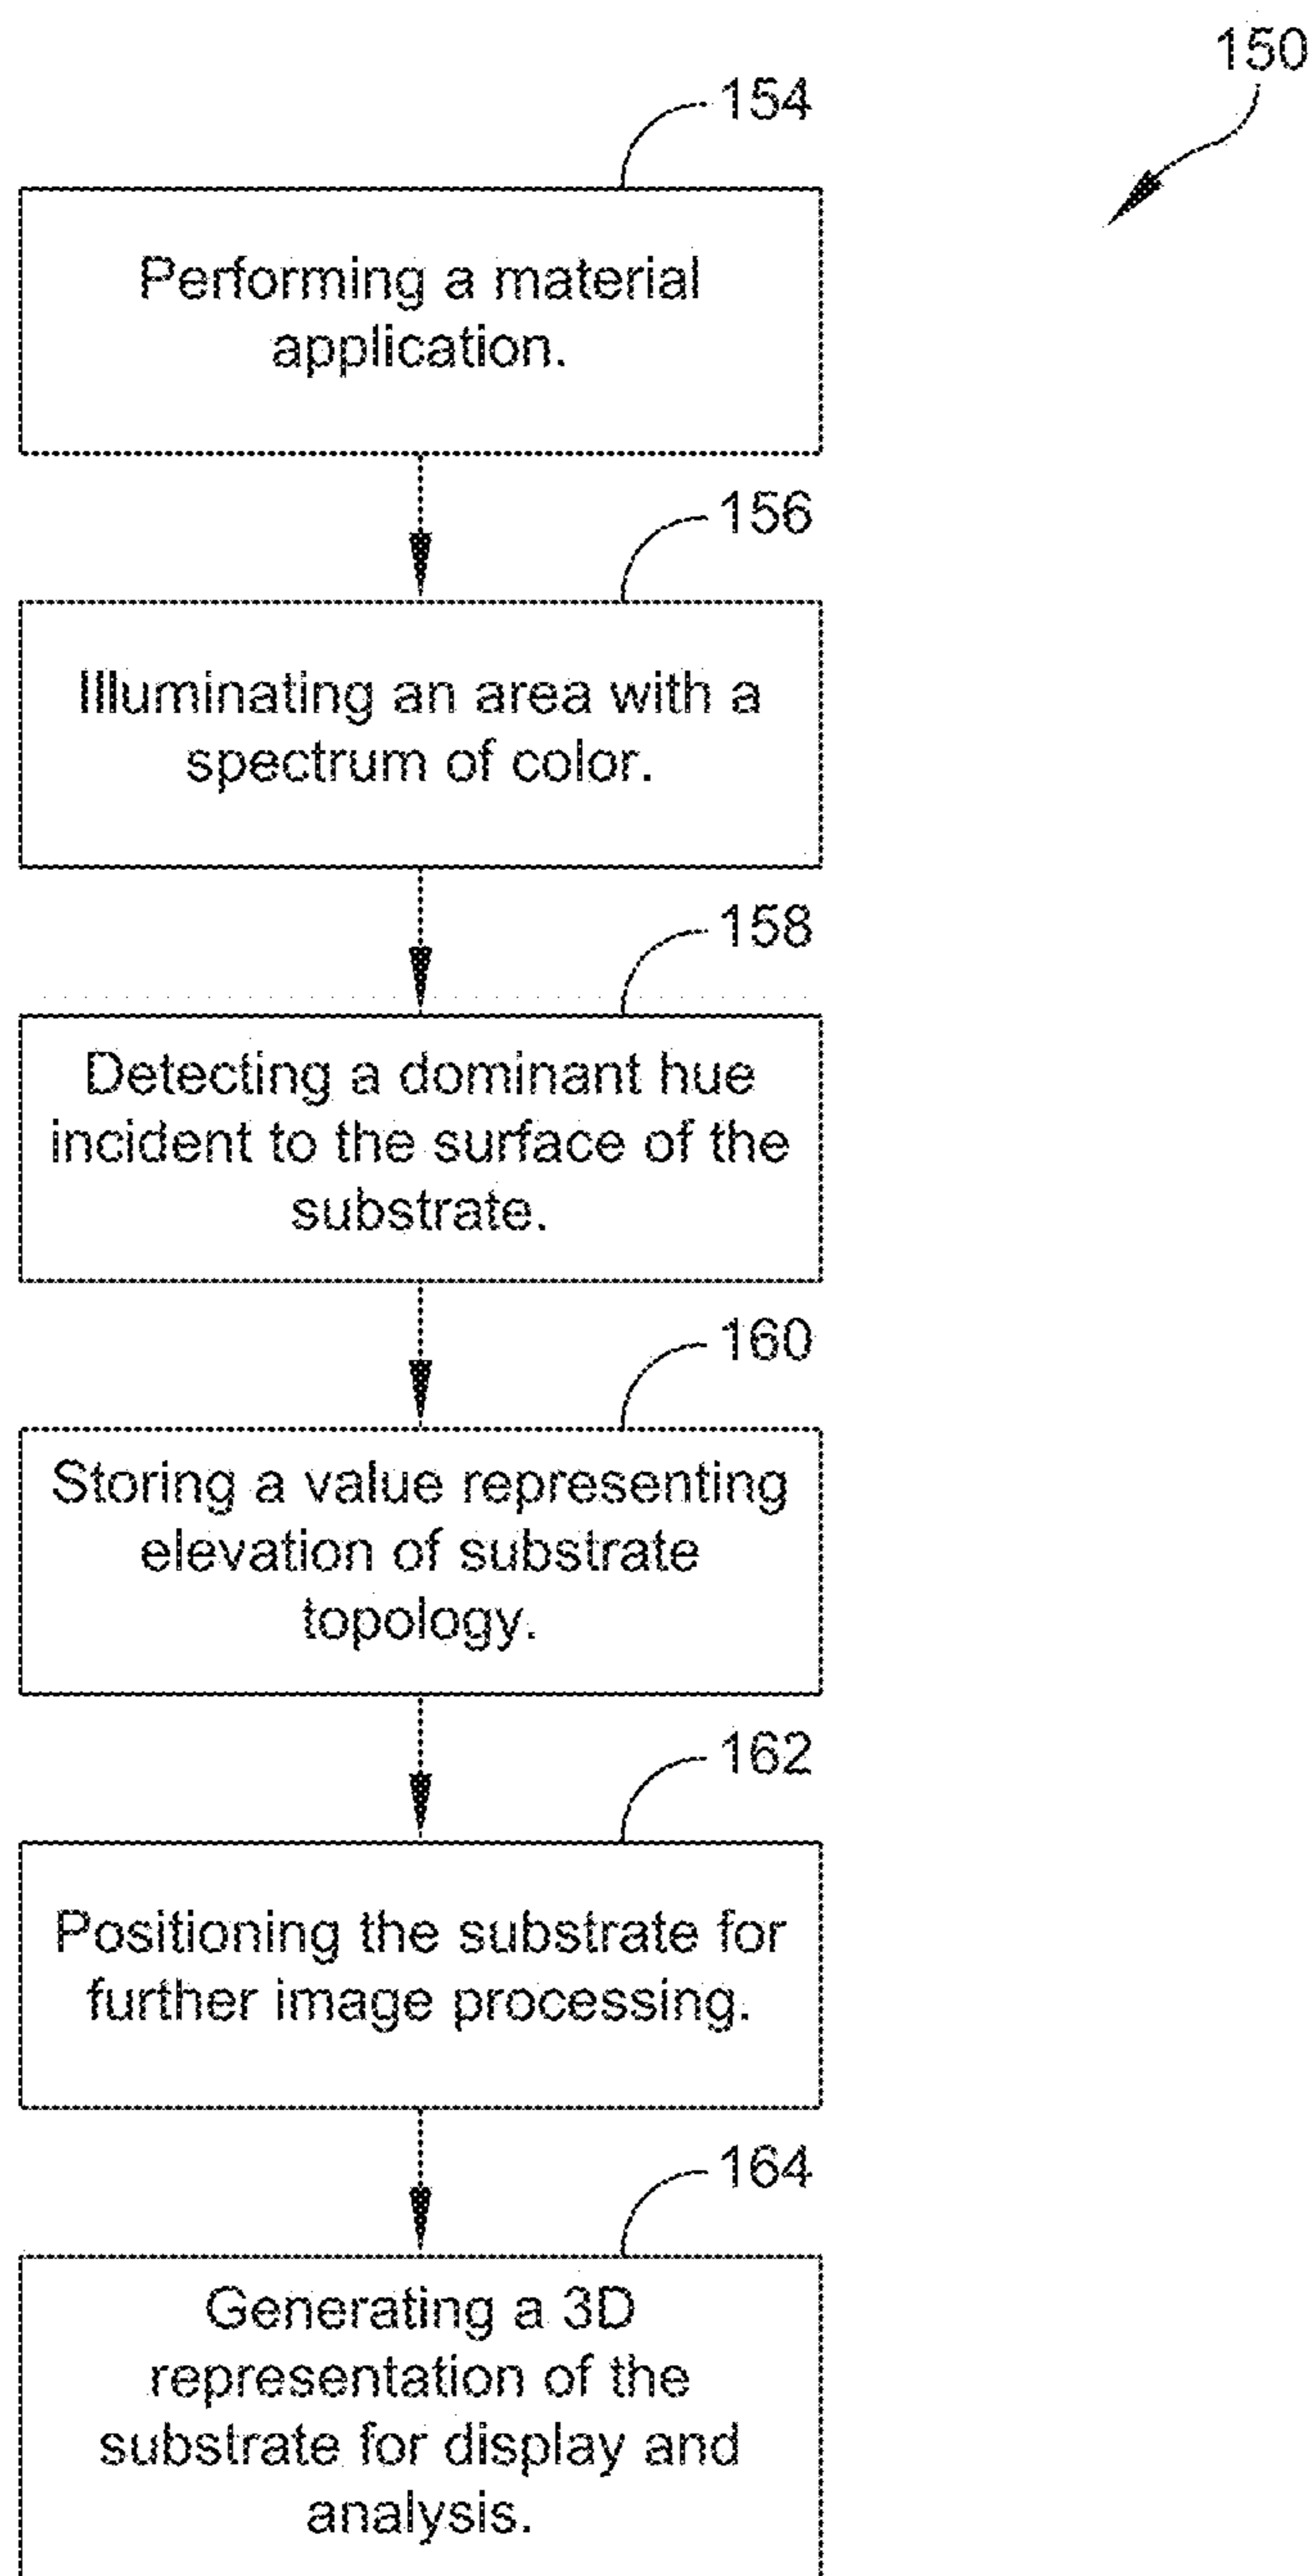 150
154
Performing a material
application.
156
Illuminating an area with a
spectrum of color.
158
Detecting a dominant hue
incident to the surface of the
substrate.
160
Storing a value representing
elevation of substrate
topology.
162
Positioning the substrate for
further image processing.
164
Generating a 3D
representation of the
substrate for display and
analysis.